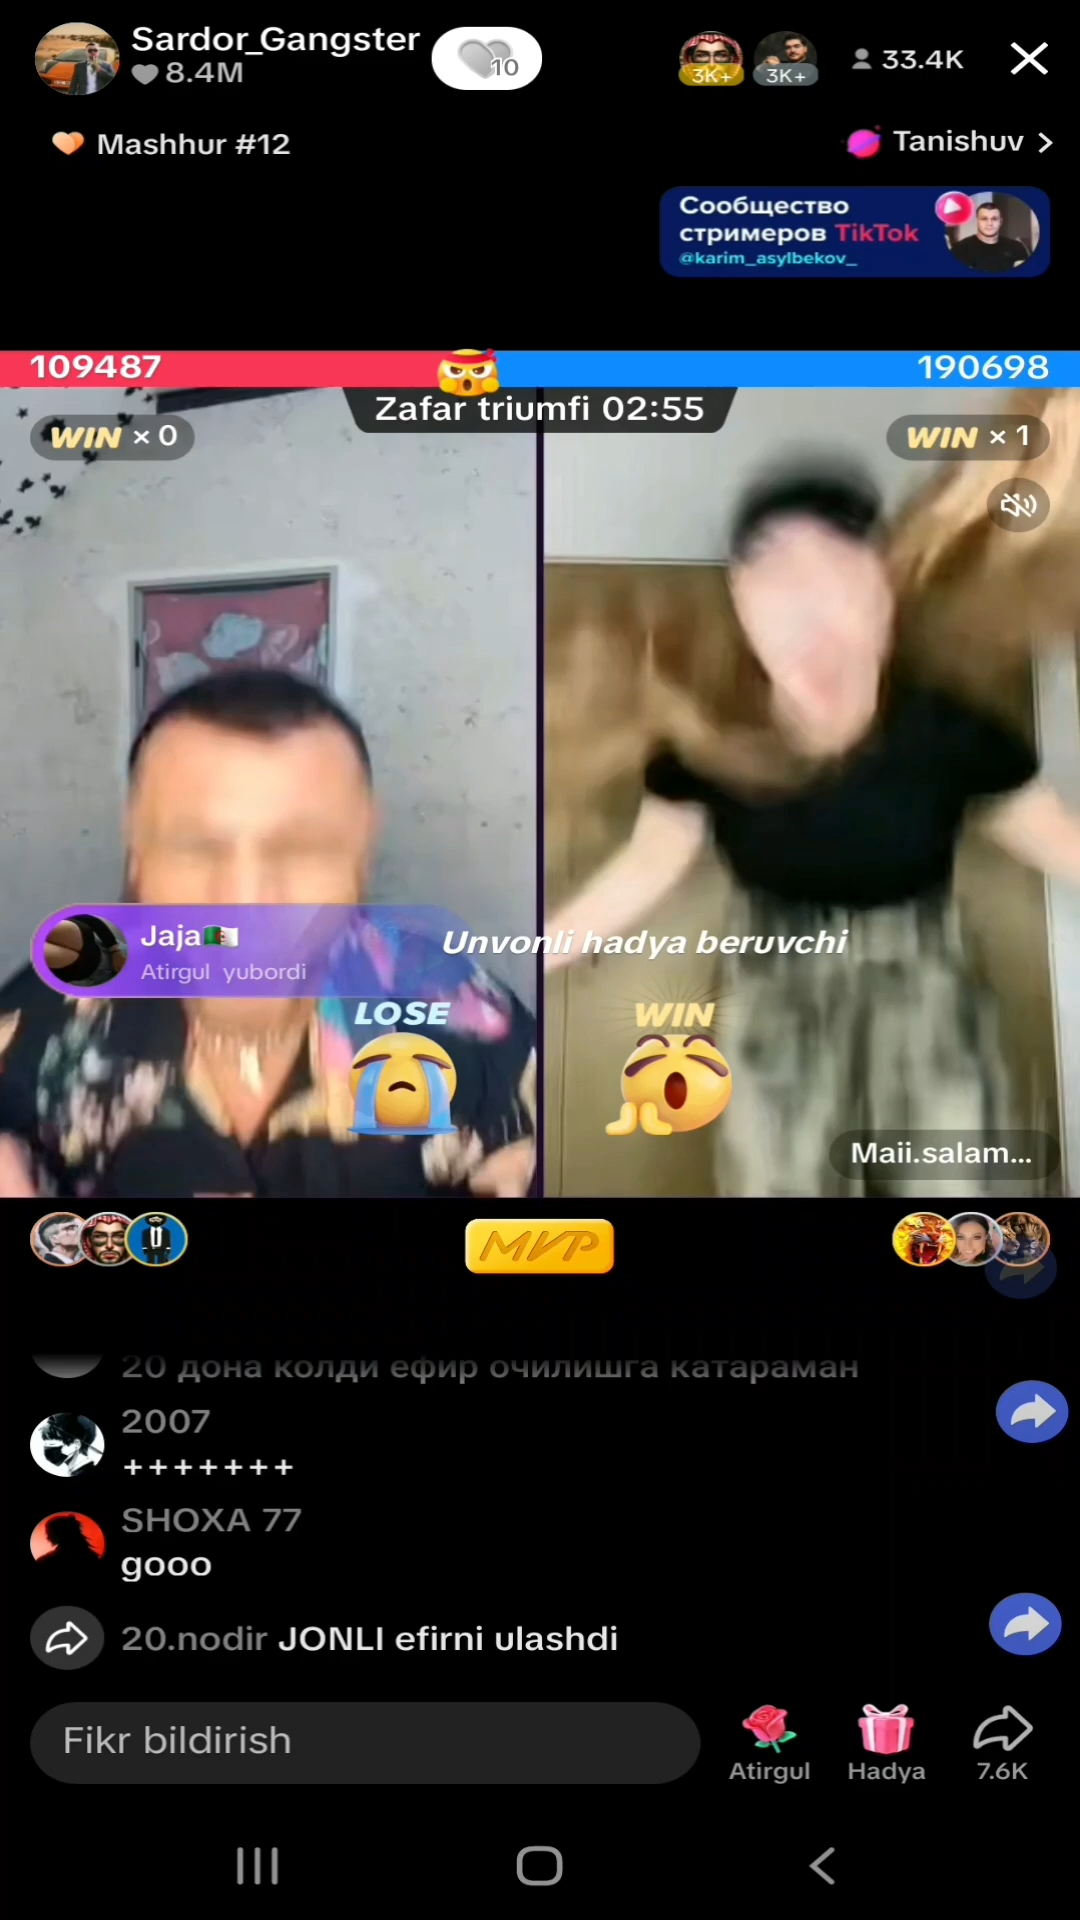 Sardor_Gangster
8.4M
10
3K+
3K+
33.4K
Mashhur #12
Tanishuv
Сообщество
стримеров TikTok
@karim_asylbekov_
109487
190698
Zafar triumfi 02:55
WIN × 0
WIN × 1
Jaja
Atirgul yubordi
Unvonli hadya beruvchi
LOSE
WIN
Maii.salam...
MVP
20 дона колди ефир очилишга катараман
2007
+++++++
SHOXA 77
gooo
20.nodir JONLI efirni ulashdi
Fikr bildirish
Atirgul
Hadya
7.6K